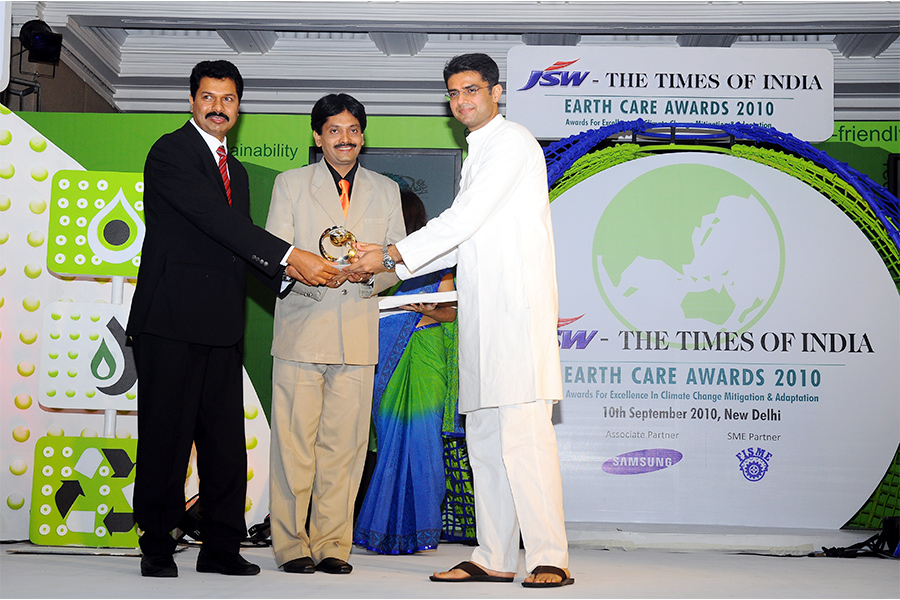 JSW - THE TIMES OF INDIA
EARTH CARE AWARDS 2010
Awards For Excellence In Climate Change Mitigation & Adaptation
ainability
-friendly
JSW - THE TIMES OF INDIA
EARTH CARE AWARDS 2010
Awards For Excellence In Climate Change Mitigation & Adaptation
10th September 2010, New Delhi
Associate Partner
SME Partner
SAMSUNG
FISME